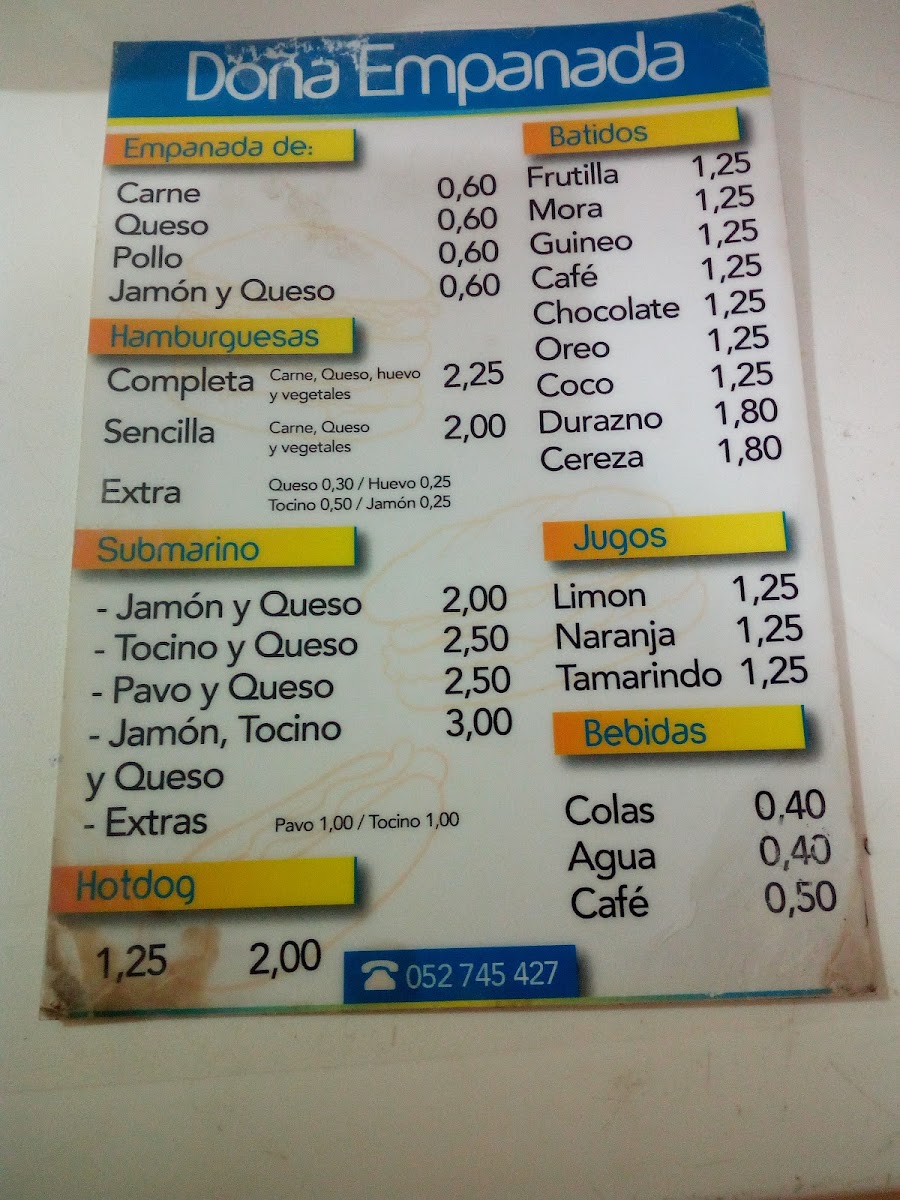 Doña Empanada
Empanada de:
Carne 0,60
Queso 0,60
Pollo 0,60
Jamón y Queso 0,60
Hamburguesas
Completa Carne, Queso, huevo 2,25
y vegetales
Sencilla Carne, Queso 2,00
y vegetales
Extra Queso 0,30 / Huevo 0,25
Tocino 0,50 / Jamón 0,25
Submarino
- Jamón y Queso 2,00
- Tocino y Queso 2,50
- Pavo y Queso 2,50
- Jamón, Tocino 3,00
y Queso
- Extras Pavo 1,00 / Tocino 1,00
Hotdog
1,25 2,00
Batidos
Frutilla 1,25
Mora 1,25
Guineo 1,25
Café 1,25
Chocolate 1,25
Oreo 1,25
Coco 1,25
Durazno 1,80
Cereza 1,80
Jugos
Limon 1,25
Naranja 1,25
Tamarindo 1,25
Bebidas
Colas 0,40
Agua 0,40
Café 0,50
052 745 427